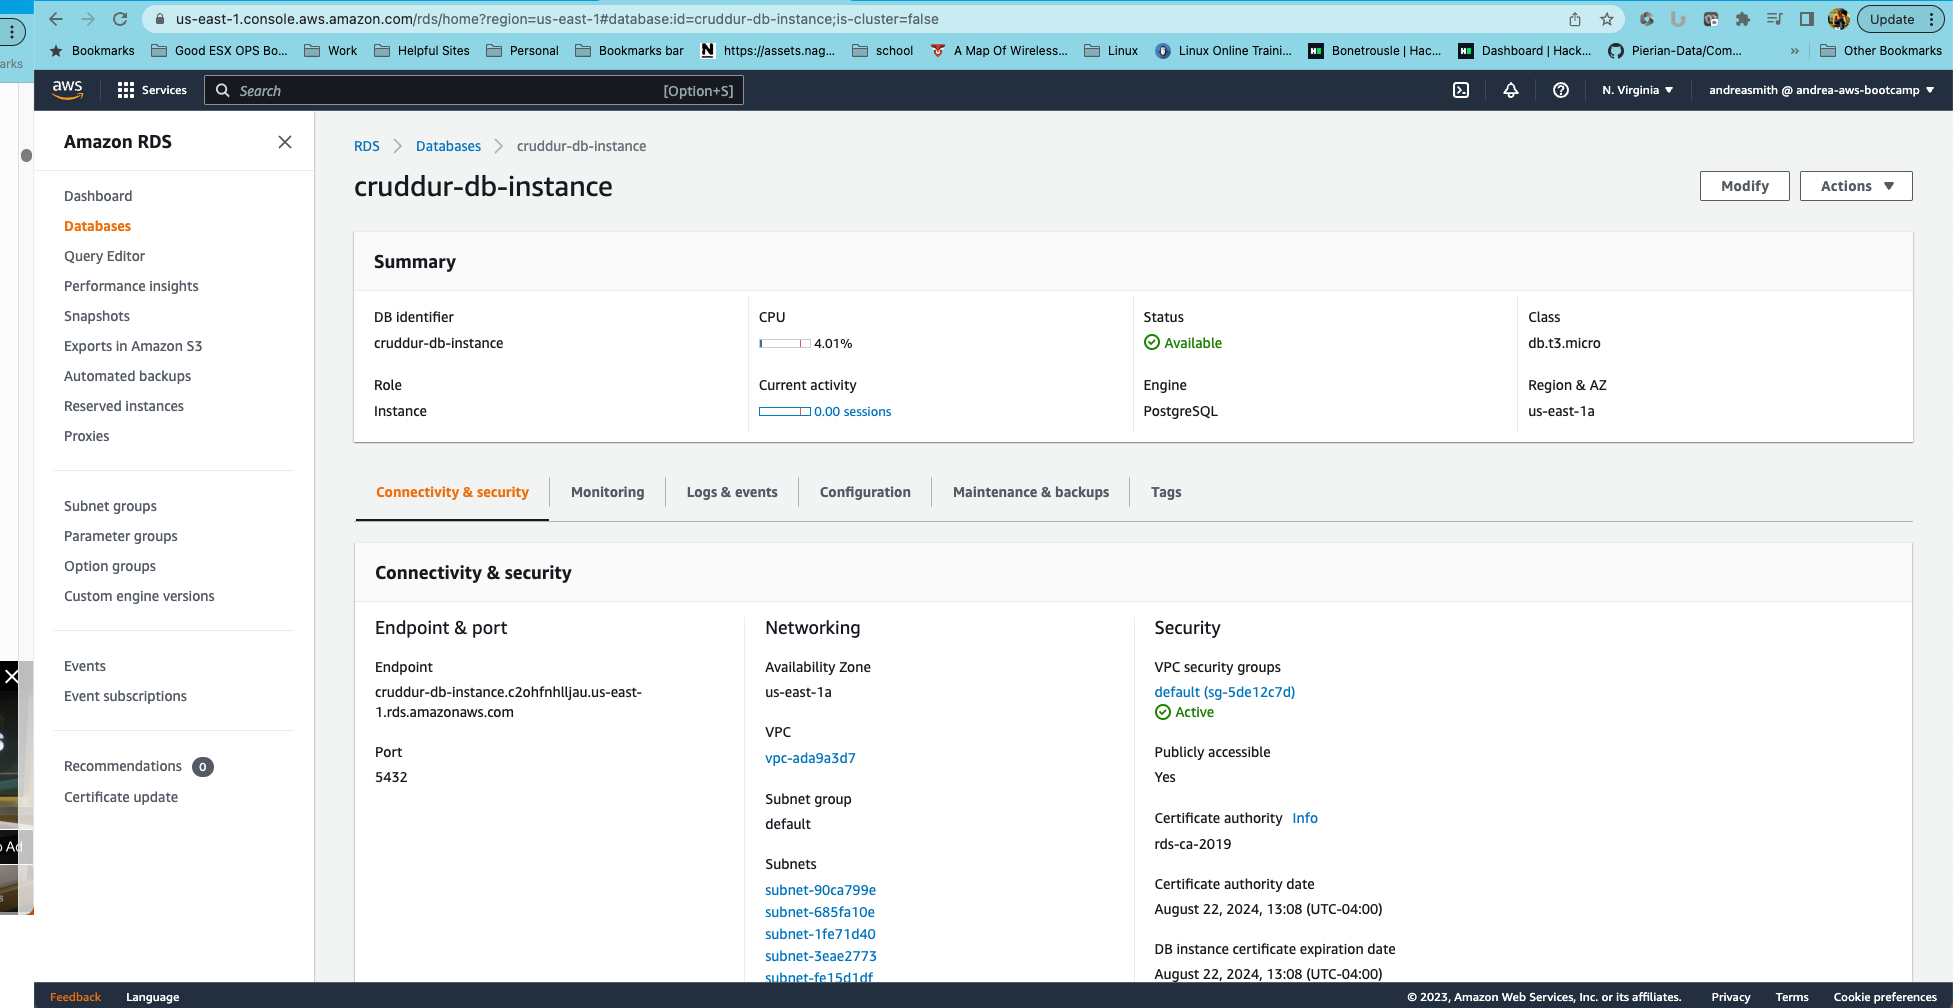 us-east-1.console.aws.amazon.com/rds/home?region=us-east-1#database:id=cruddur-db-instance;is-cluster=false
Update
Bookmarks Good ESX OPS Bo... Work Helpful Sites Personal Bookmarks bar https://assets.nag... school A Map Of Wireless... Linux Linux Online Traini... Bonetrousle | Hac... Dashboard | Hack... Pierian-Data/Com... » Other Bookmarks
arks
aws Services Search [Option+S] N. Virginia andreasmith @ andrea-aws-bootcamp
Amazon RDS
Dashboard
Databases
Query Editor
Performance insights
Snapshots
Exports in Amazon S3
Automated backups
Reserved instances
Proxies
Subnet groups
Parameter groups
Option groups
Custom engine versions
Events
Event subscriptions
Recommendations 0
Certificate update
RDS Databases cruddur-db-instance
cruddur-db-instance
Modify Actions
Summary
DB identifier
cruddur-db-instance
Role
Instance
CPU
4.01%
Current activity
0.00 sessions
Status
Available
Engine
PostgreSQL
Class
db.t3.micro
Region & AZ
us-east-1a
Connectivity & security Monitoring Logs & events Configuration Maintenance & backups Tags
Connectivity & security
Endpoint & port
Endpoint
cruddur-db-instance.c2ohfnhlljau.us-east-
1.rds.amazonaws.com
Port
5432
Networking
Availability Zone
us-east-1a
VPC
vpc-ada9a3d7
Subnet group
default
Subnets
subnet-90ca799e
subnet-685fa10e
subnet-1fe71d40
subnet-3eae2773
subnet-fe15d1df
Security
VPC security groups
default (sg-5de12c7d)
Active
Publicly accessible
Yes
Certificate authority Info
rds-ca-2019
Certificate authority date
August 22, 2024, 13:08 (UTC-04:00)
DB instance certificate expiration date
August 22, 2024, 13:08 (UTC-04:00)
Ad
Feedback Language © 2023, Amazon Web Services, Inc. or its affiliates. Privacy Terms Cookie preferences